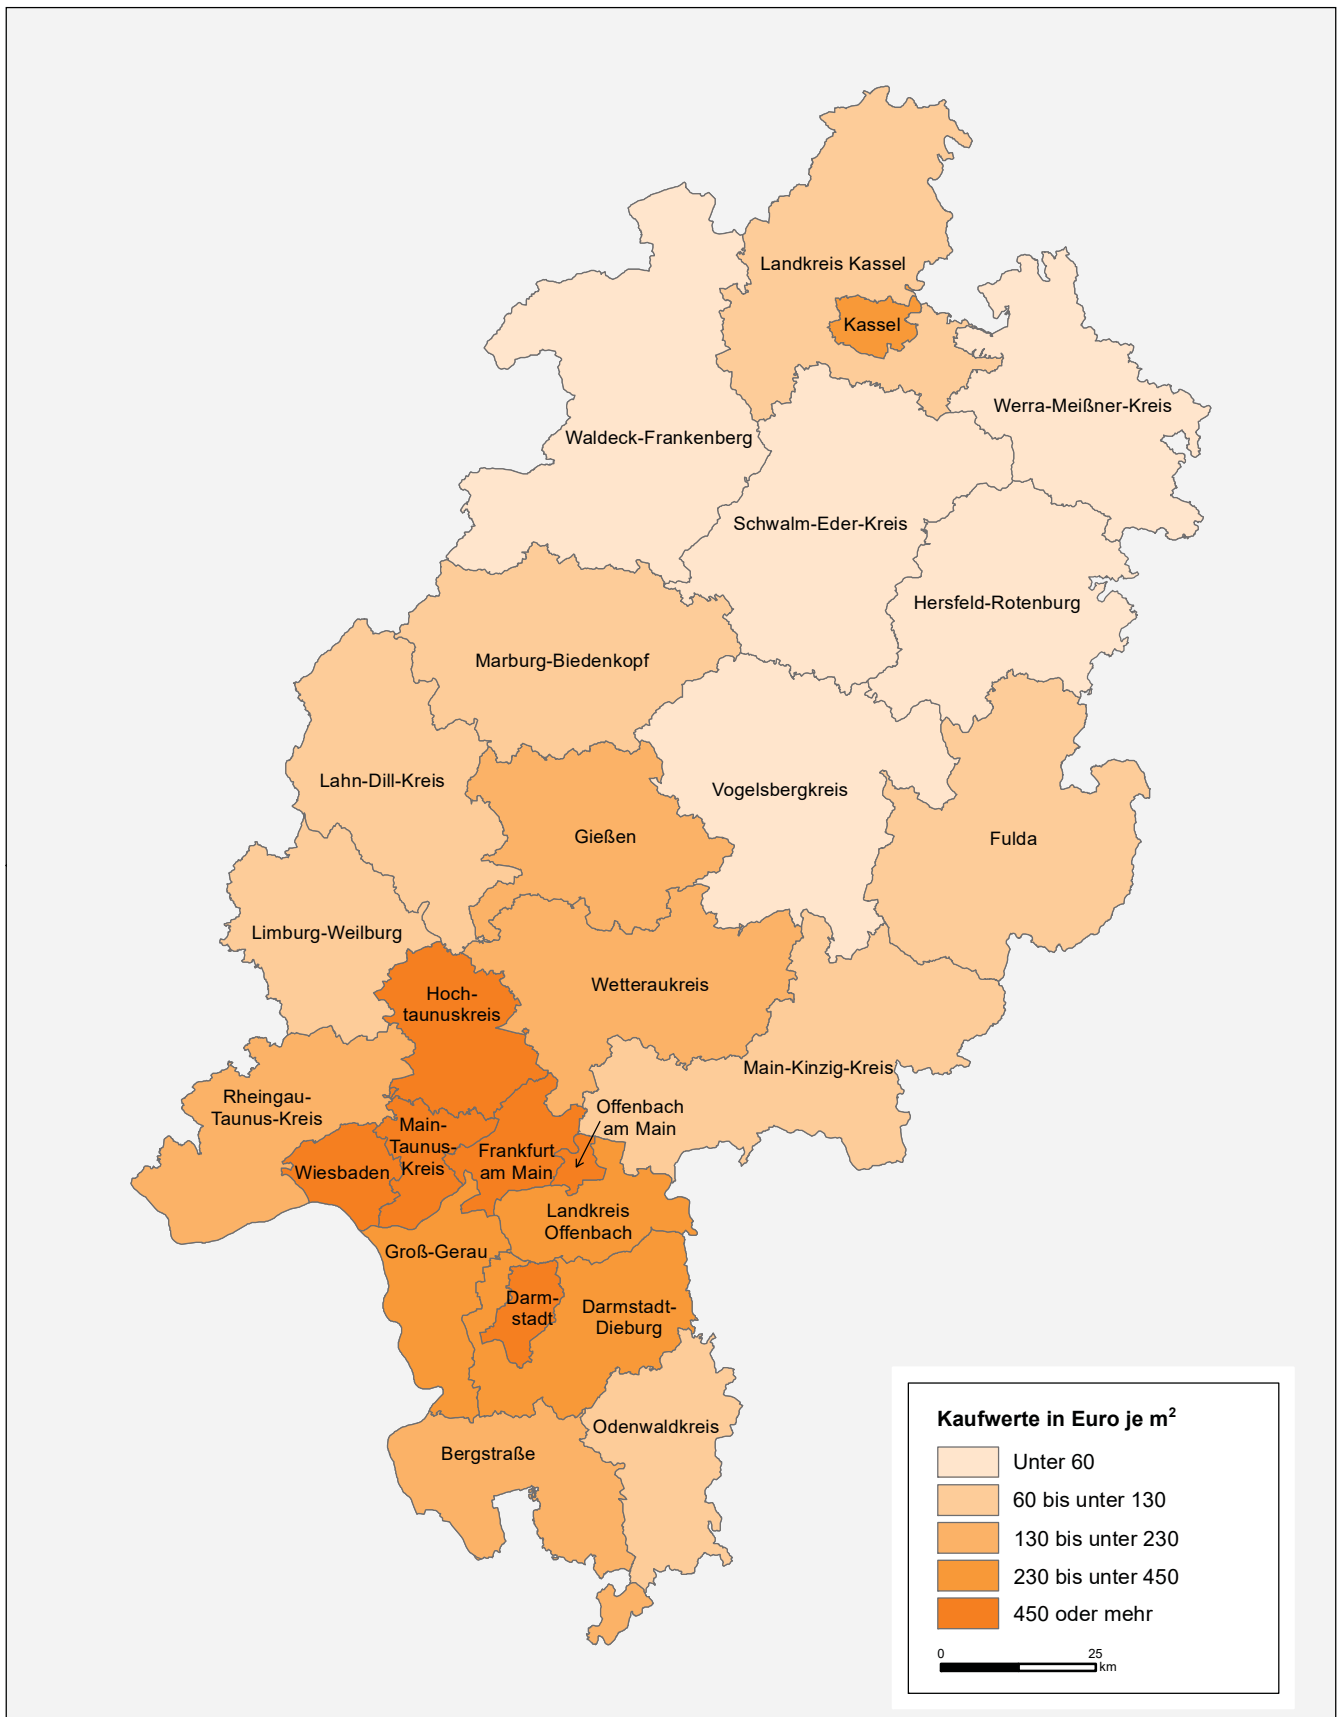 Landkreis Kassel
Kassel
Werra-Meißner-Kreis
Waldeck-Frankenberg
Schwalm-Eder-Kreis
Hersfeld-Rotenburg
Marburg-Biedenkopf
Lahn-Dill-Kreis
Vogelsbergkreis
Gießen
Fulda
Limburg-Weilburg
Wetteraukreis
Hoch-
taunuskreis
Main-Kinzig-Kreis
Rheingau-
Taunus-Kreis
Offenbach
am Main
Main-
Taunus-
Kreis
Frankfurt
am Main
Wiesbaden
Landkreis
Offenbach
Groß-Gerau
Darm-
stadt
Darmstadt-
Dieburg
Odenwaldkreis
Bergstraße
Kaufwerte in Euro je m²
Unter 60
60 bis unter 130
130 bis unter 230
230 bis unter 450
450 oder mehr
0 25
km